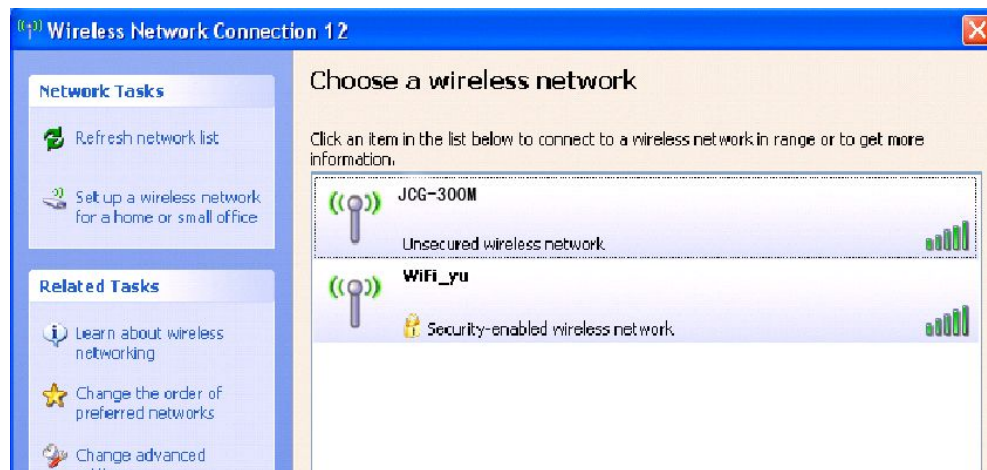 Wireless Network Connection 12
Network Tasks
Refresh network list
Set up a wireless network
for a home or small office
Related Tasks
Learn about wireless
networking
Change the order of
preferred networks
Change advanced
Choose a wireless network
Click an item in the list below to connect to a wireless network in range or to get more
information.
JCG-300M
Unsecured wireless network
WiFi_yu
Security-enabled wireless network